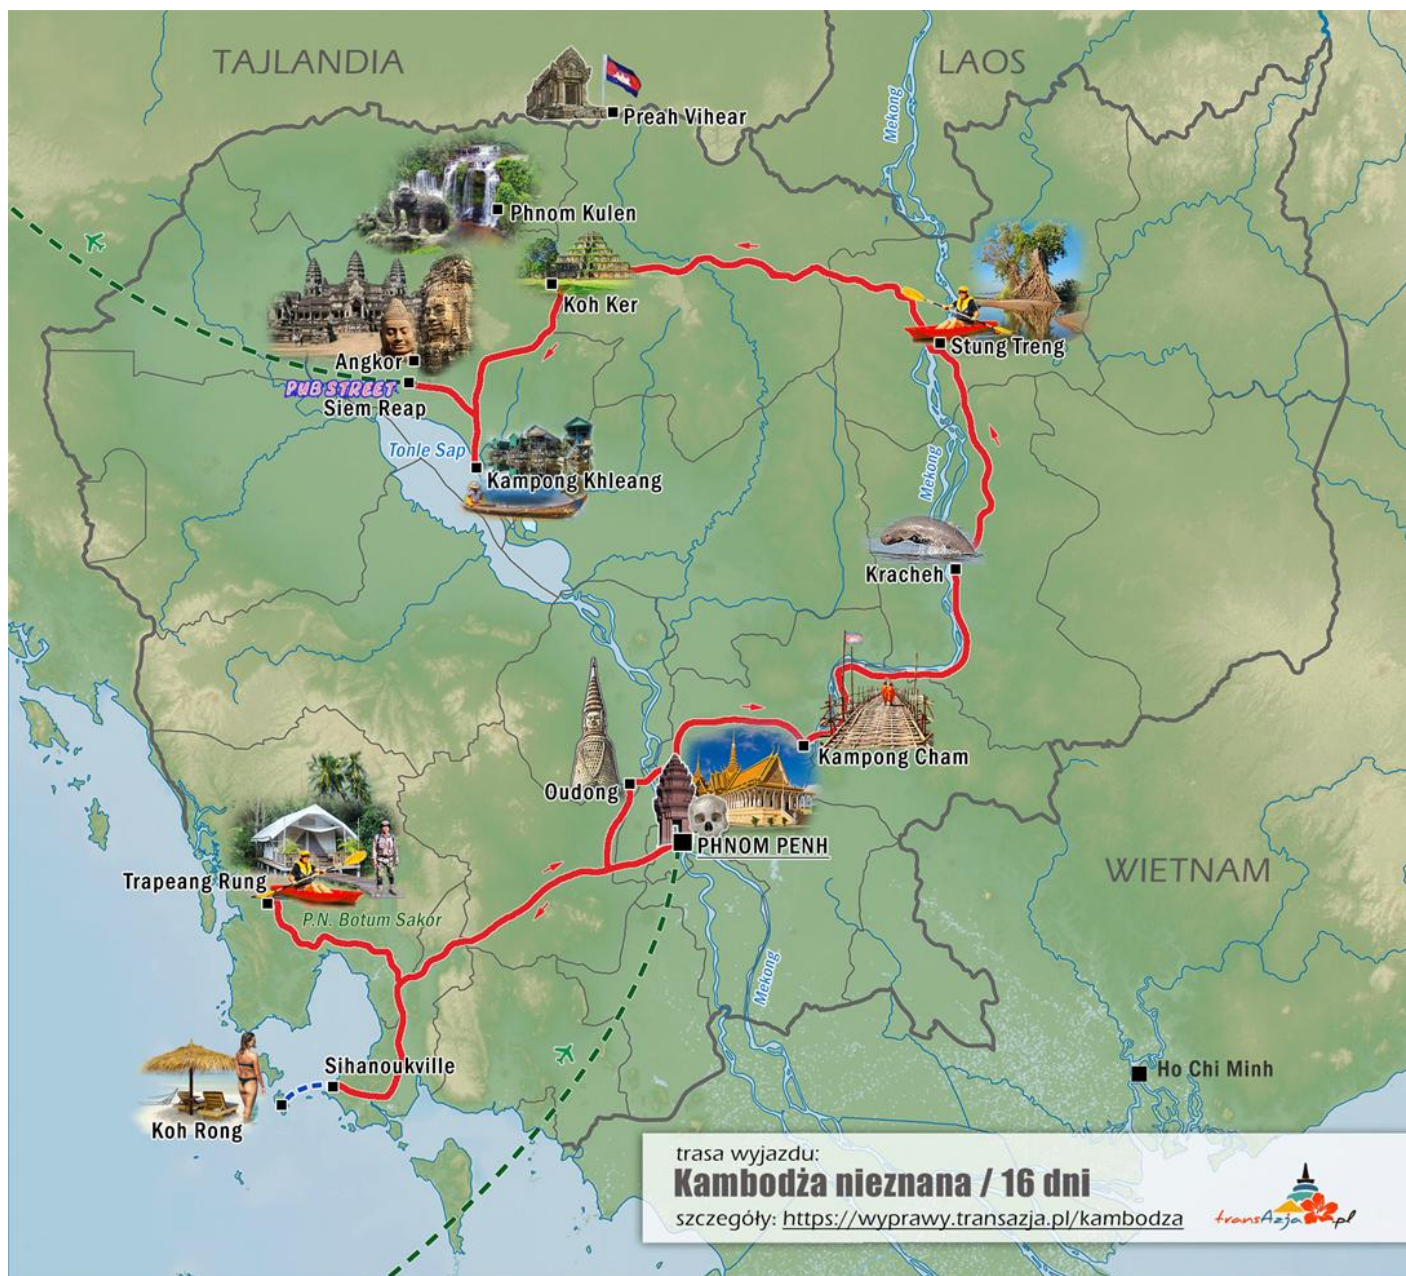 TAJLANDIA
LAOS
Preah Vihear
Mekong
Phnom Kulen
Koh Ker
Stung Treng
Angkor
PUB STREET
Siem Reap
Tonle Sap
Kampong Khleang
Mekong
Kracheh
Kampong Cham
Oudong
PHNOM PENH
WIETNAM
Trapeang Rung
P.N. Botum Sakor
Mekong
Sihanoukville
Ho Chi Minh
Koh Rong
trasa wyjazdu:
Kambodża nieznana / 16 dni
szczegóły: https://wyprawy.transazja.pl/kambodza
transAzja.pl